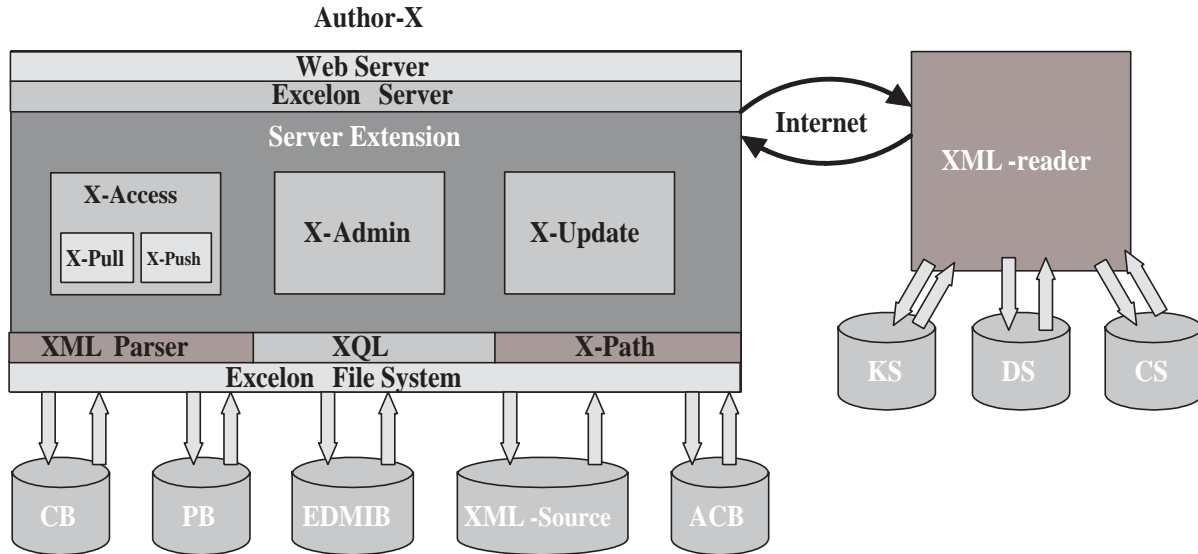 Author-X
Web Server
Excelon Server
Server Extension
X-Access
X-Pull
X-Push
X-Admin
X-Update
XML Parser
XQL
X-Path
Excelon File System
CB
PB
EDMIB
XML -Source
ACB
Internet
XML -reader
KS
DS
CS